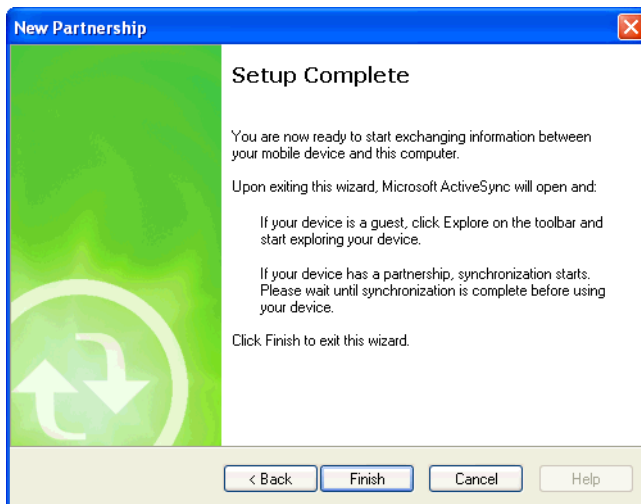 New Partnership
Setup Complete
You are now ready to start exchanging information between
your mobile device and this computer.
Upon exiting this wizard, Microsoft ActiveSync will open and:
If your device is a guest, click Explore on the toolbar and
start exploring your device.
If your device has a partnership, synchronization starts.
Please wait until synchronization is complete before using
your device.
Click Finish to exit this wizard.
< Back Finish Cancel Help